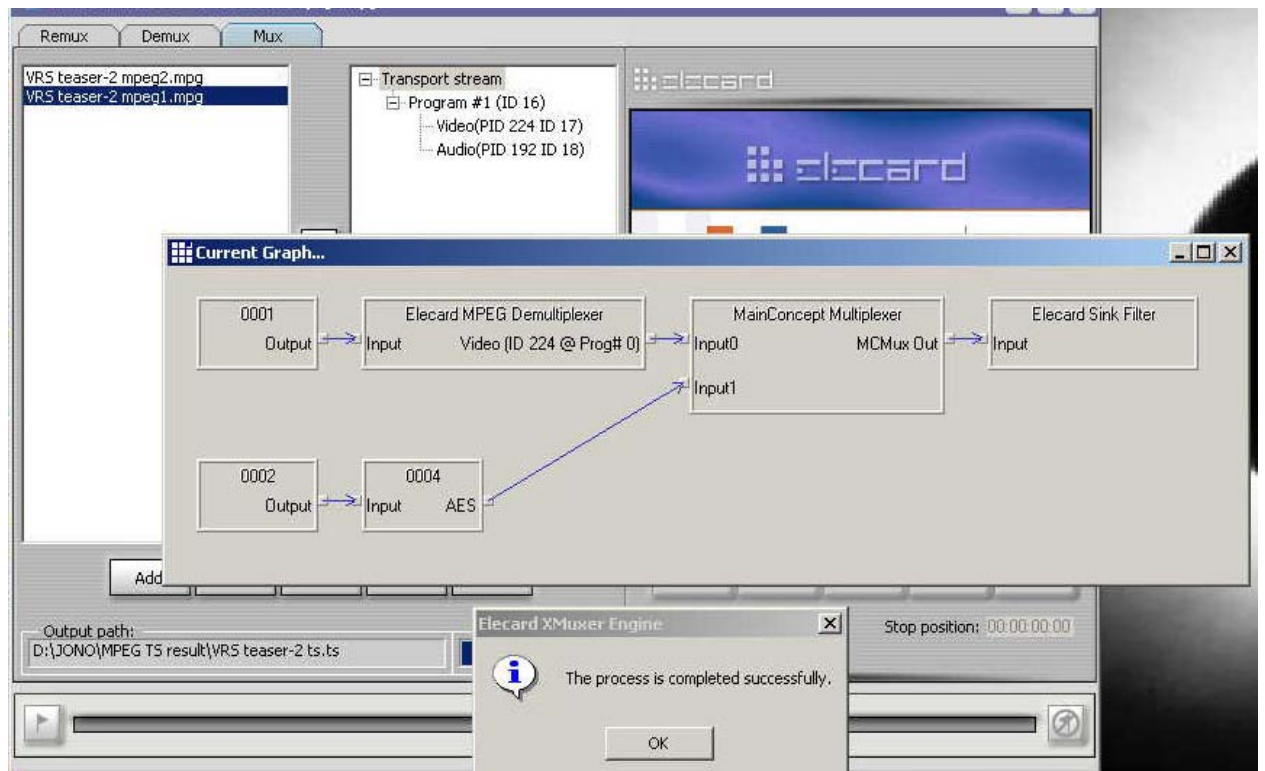 Remux Demux Mux
VRS teaser-2 mpeg2.mpg
VRS teaser-2 mpeg1.mpg
Transport stream
Program #1 (ID 16)
Video(PID 224 ID 17)
Audio(PID 192 ID 18)
elecard
elecard
Current Graph...
0001
Output
Elecard MPEG Demultiplexer
Input Video (ID 224 @ Prog# 0)
MainConcept Multiplexer
Input0 MCMux Out
Input1
Elecard Sink Filter
Input
0002
Output
0004
Input AES
Add
Output path:
D:\JONO\MPEG TS result\VRS teaser-2 ts.ts
Stop position: 00:00:00:00
Elecard XMuxer Engine
The process is completed successfully.
OK